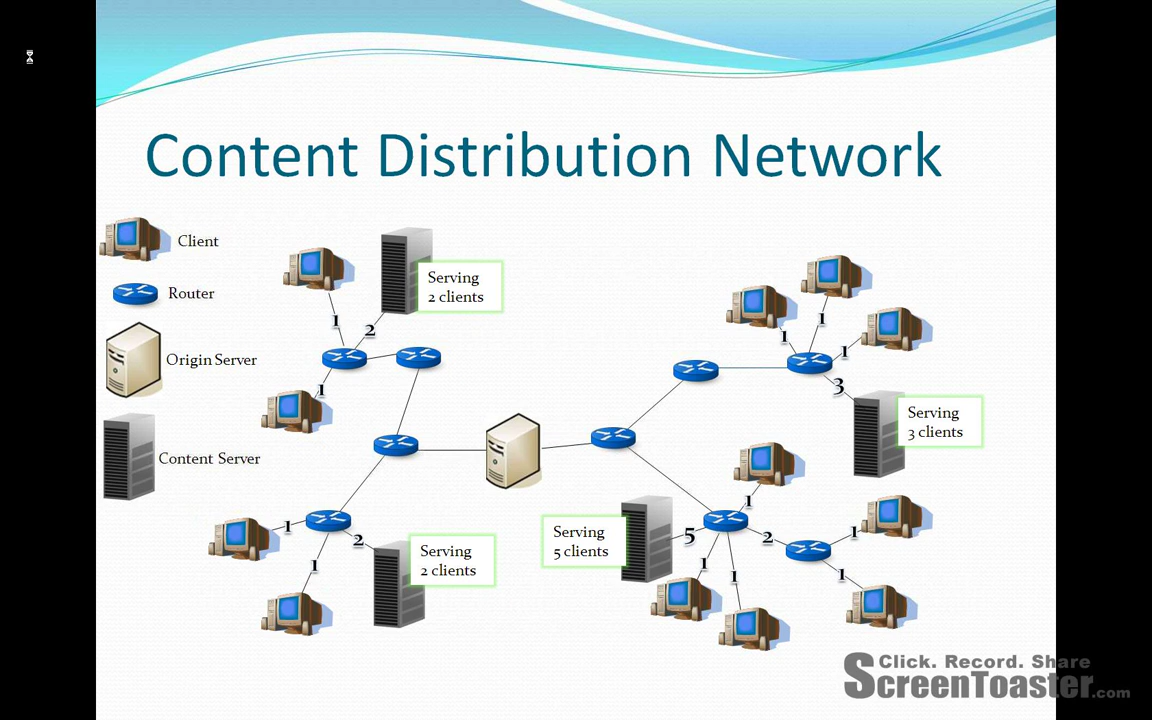 Content Distribution Network
Client
Router
Origin Server
Content Server
Serving
2 clients
1
2
1
Serving
2 clients
1
2
1
1
1
1
3
Serving
3 clients
Serving
5 clients
5
1
2
1
1
1
1
Click. Record. Share
ScreenToaster.com